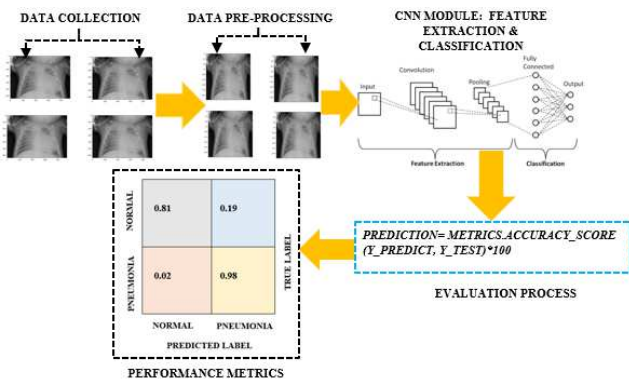 DATA COLLECTION
DATA PRE-PROCESSING
CNN MODULE: FEATURE
EXTRACTION &
CLASSIFICATION
Fully
Connected
Convolution
Pooling
Input
Output
Feature Extraction
Classification
PREDICTION= METRICS.ACCURACY_SCORE
(Y_PREDICT, Y_TEST)*100
EVALUATION PROCESS
NORMAL
0.81
0.19
PNEUMONIA
0.02
0.98
TRUE LABEL
NORMAL
PNEUMONIA
PREDICTED LABEL
PERFORMANCE METRICS